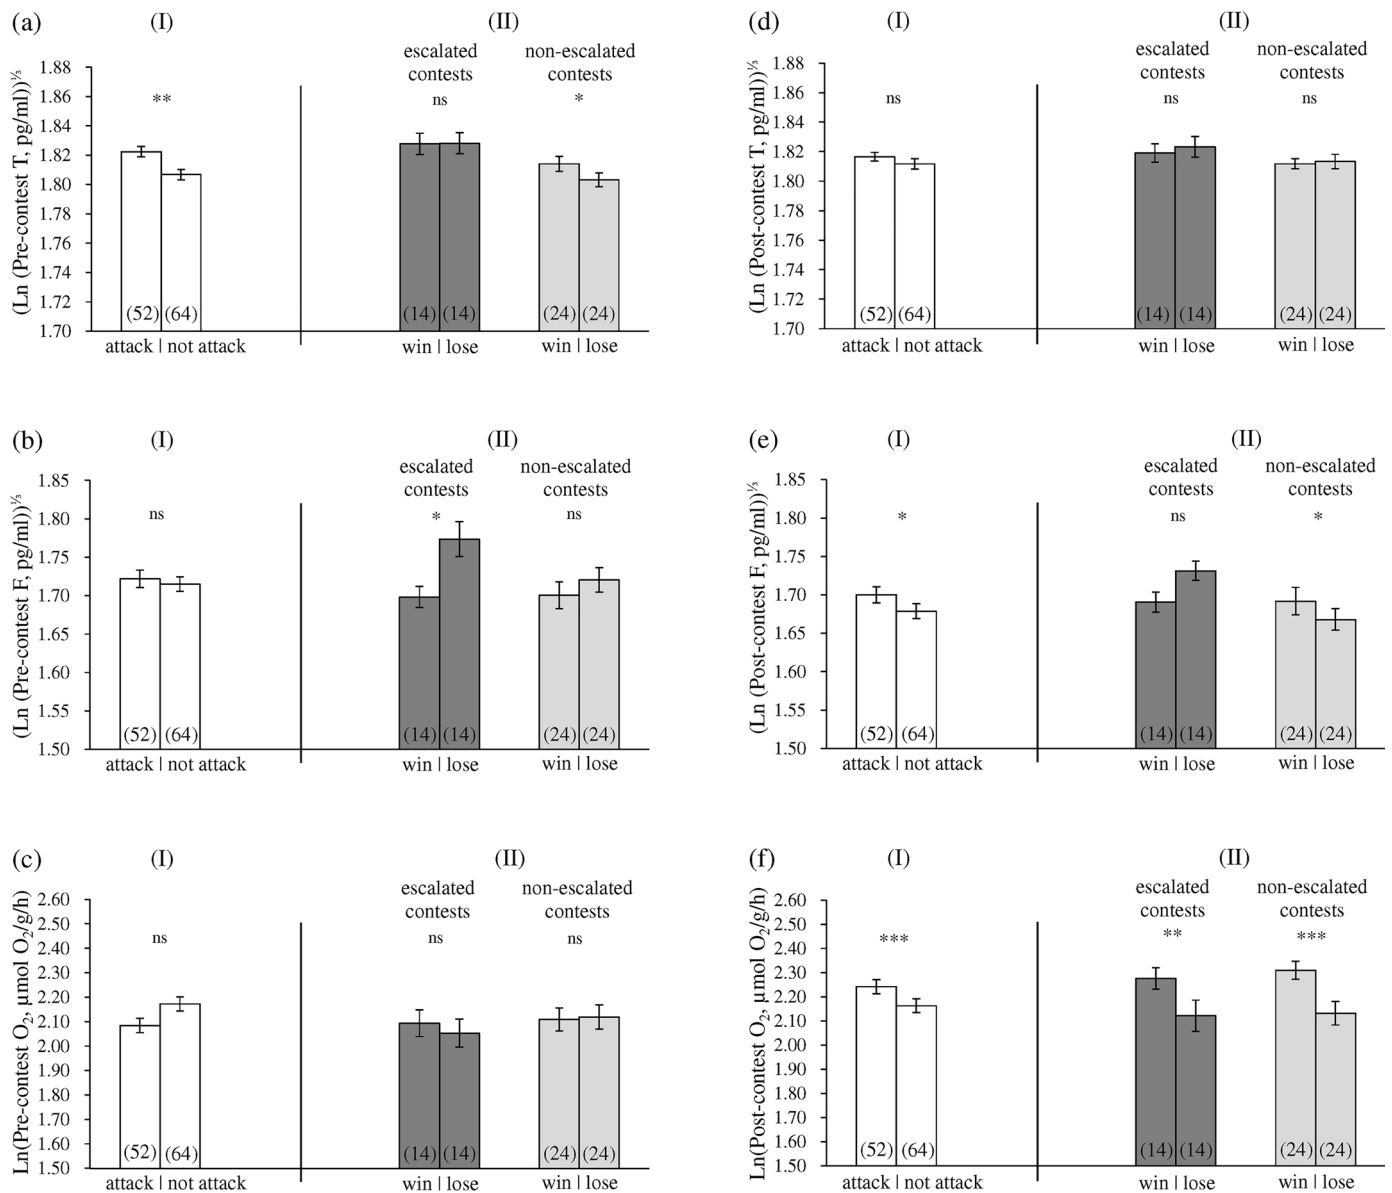 (a) (I) (II)
escalated contests
non-escalated contests
** ns *
(Ln (Pre-contest T, pg/ml))⅓
1.88
1.86
1.84
1.82
1.80
1.78
1.76
1.74
1.72
1.70
(52) (64) (14) (14) (24) (24)
attack | not attack win | lose win | lose
(d) (I) (II)
escalated contests
non-escalated contests
ns ns ns
(Ln (Post-contest T, pg/ml))⅓
1.88
1.86
1.84
1.82
1.80
1.78
1.76
1.74
1.72
1.70
(52) (64) (14) (14) (24) (24)
attack | not attack win | lose win | lose
(b) (I) (II)
escalated contests
non-escalated contests
ns * ns
(Ln (Pre-contest F, pg/ml))⅓
1.85
1.80
1.75
1.70
1.65
1.60
1.55
1.50
(52) (64) (14) (14) (24) (24)
attack | not attack win | lose win | lose
(e) (I) (II)
escalated contests
non-escalated contests
* ns *
(Ln (Post-contest F, pg/ml))⅓
1.85
1.80
1.75
1.70
1.65
1.60
1.55
1.50
(52) (64) (14) (14) (24) (24)
attack | not attack win | lose win | lose
(c) (I) (II)
escalated contests
non-escalated contests
ns ns ns
Ln(Pre-contest O₂, µmol O₂/g/h)
2.60
2.50
2.40
2.30
2.20
2.10
2.00
1.90
1.80
1.70
1.60
1.50
(52) (64) (14) (14) (24) (24)
attack | not attack win | lose win | lose
(f) (I) (II)
escalated contests
non-escalated contests
*** ** ***
Ln(Post-contest O₂, µmol O₂/g/h)
2.60
2.50
2.40
2.30
2.20
2.10
2.00
1.90
1.80
1.70
1.60
1.50
(52) (64) (14) (14) (24) (24)
attack | not attack win | lose win | lose